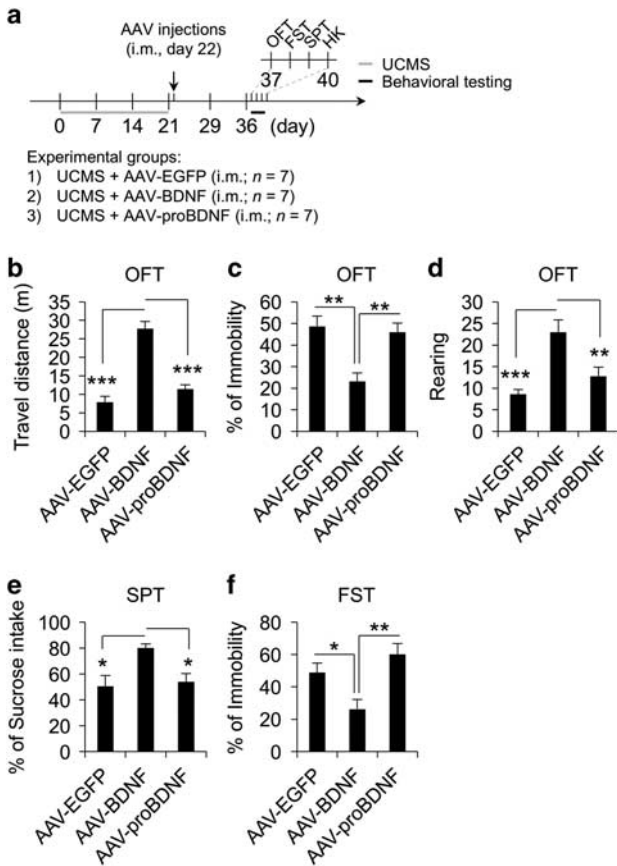 a
AAV injections
(i.m., day 22)
OFT
FST
SPT
HK
37 40
UCMS
Behavioral testing
0 7 14 21 29 36 (day)
Experimental groups:
1) UCMS + AAV-EGFP (i.m.; n = 7)
2) UCMS + AAV-BDNF (i.m.; n = 7)
3) UCMS + AAV-proBDNF (i.m.; n = 7)
b
OFT
Travel distance (m)
35
30
25
20
15
10
5
0
***
***
AAV-EGFP
AAV-BDNF
AAV-proBDNF
c
OFT
% of Immobility
60
50
40
30
20
10
0
** **
AAV-EGFP
AAV-BDNF
AAV-proBDNF
d
OFT
Rearing
30
25
20
15
10
5
0
***
**
AAV-EGFP
AAV-BDNF
AAV-proBDNF
e
SPT
% of Sucrose intake
100
80
60
40
20
0
*
*
AAV-EGFP
AAV-BDNF
AAV-proBDNF
f
FST
% of Immobility
80
60
40
20
0
*
**
AAV-EGFP
AAV-BDNF
AAV-proBDNF